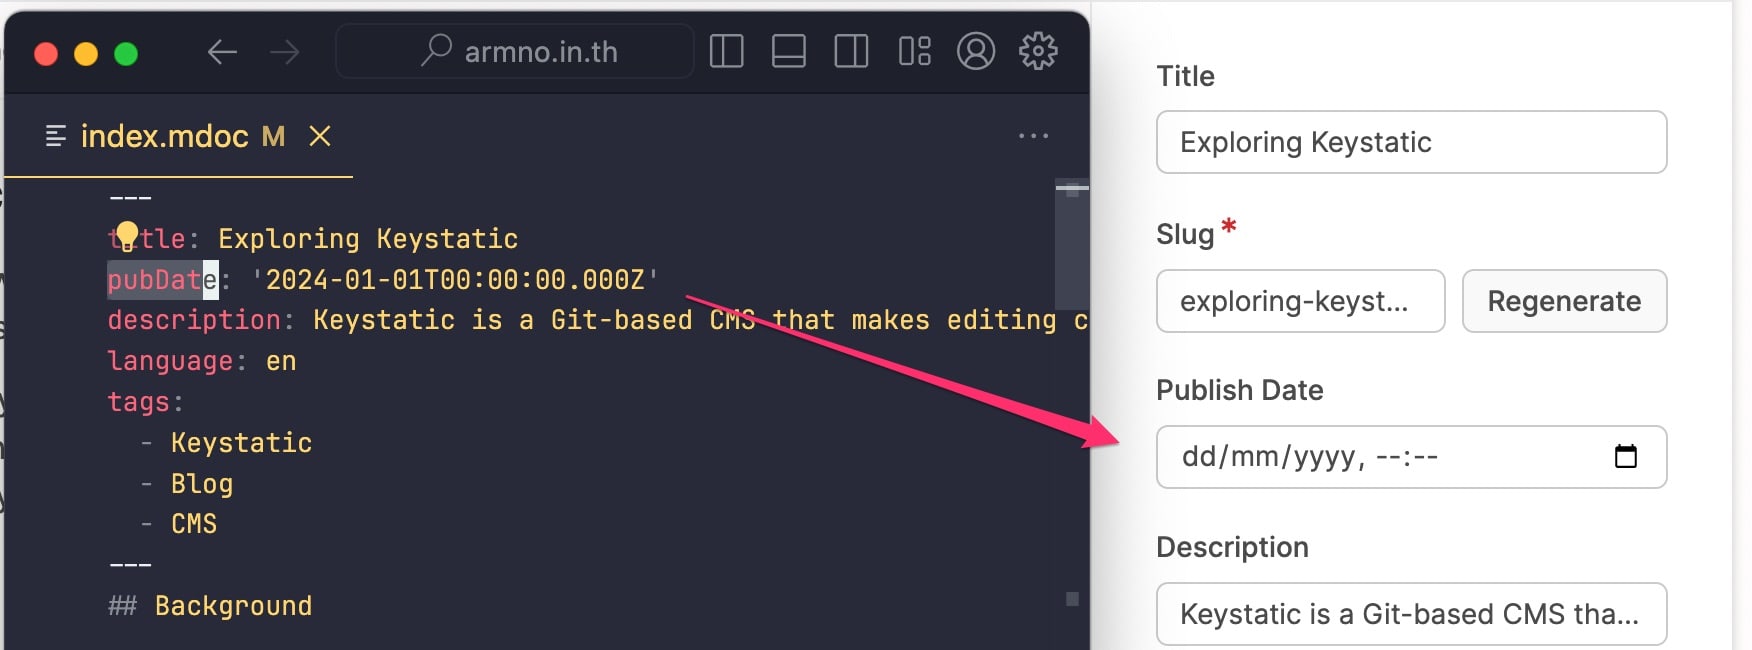 armno.in.th
index.mdoc M
---
title: Exploring Keystatic
pubDate: '2024-01-01T00:00:00.000Z'
description: Keystatic is a Git-based CMS that makes editing c
language: en
tags:
- Keystatic
- Blog
- CMS
---
## Background
Title
Exploring Keystatic
Slug *
exploring-keyst...
Regenerate
Publish Date
dd/mm/yyyy, --:--
Description
Keystatic is a Git-based CMS tha...